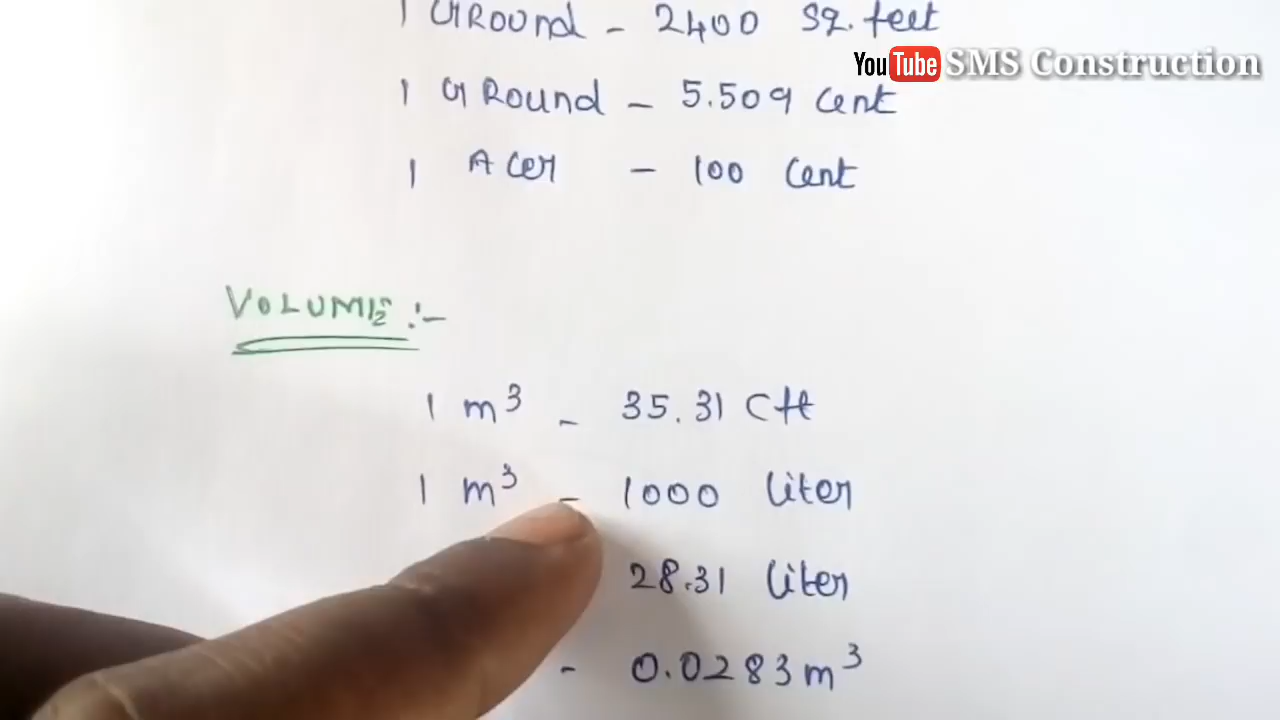 1 GROUND - 2400 SQ. feet
YouTube SMS Construction
1 GROUND - 5.509 Cent
1 Acer - 100 Cent
VOLUME :-
1 m³ - 35.31 Cft
1 m³ - 1000 liter
28.31 liter
- 0.0283 m³